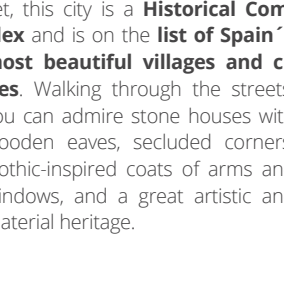 et, this city is a Historical Com
lex and is on the list of Spain´
most beautiful villages and c
es. Walking through the streets
ou can admire stone houses wit
ooden eaves, secluded corners
othic-inspired coats of arms an
indows, and a great artistic an
aterial heritage.